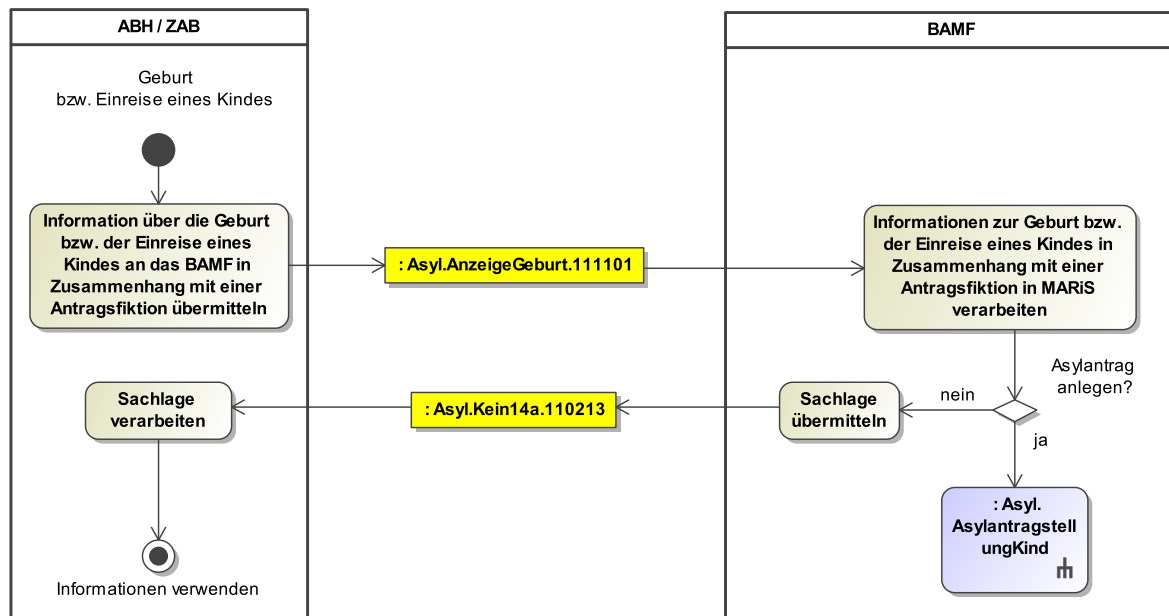 ABH / ZAB
Geburt
bzw. Einreise eines Kindes
Information über die Geburt
bzw. der Einreise eines
Kindes an das BAMF in
Zusammenhang mit einer
Antragsfiktion übermitteln
: Asyl.AnzeigeGeburt.111101
BAMF
Informationen zur Geburt bzw.
der Einreise eines Kindes in
Zusammenhang mit einer
Antragsfiktion in MARiS
verarbeiten
Asylantrag
anlegen?
nein
ja
Sachlage
übermitteln
: Asyl.Kein14a.110213
Sachlage
verarbeiten
Informationen verwenden
: Asyl.
Asylantragstell
ungKind